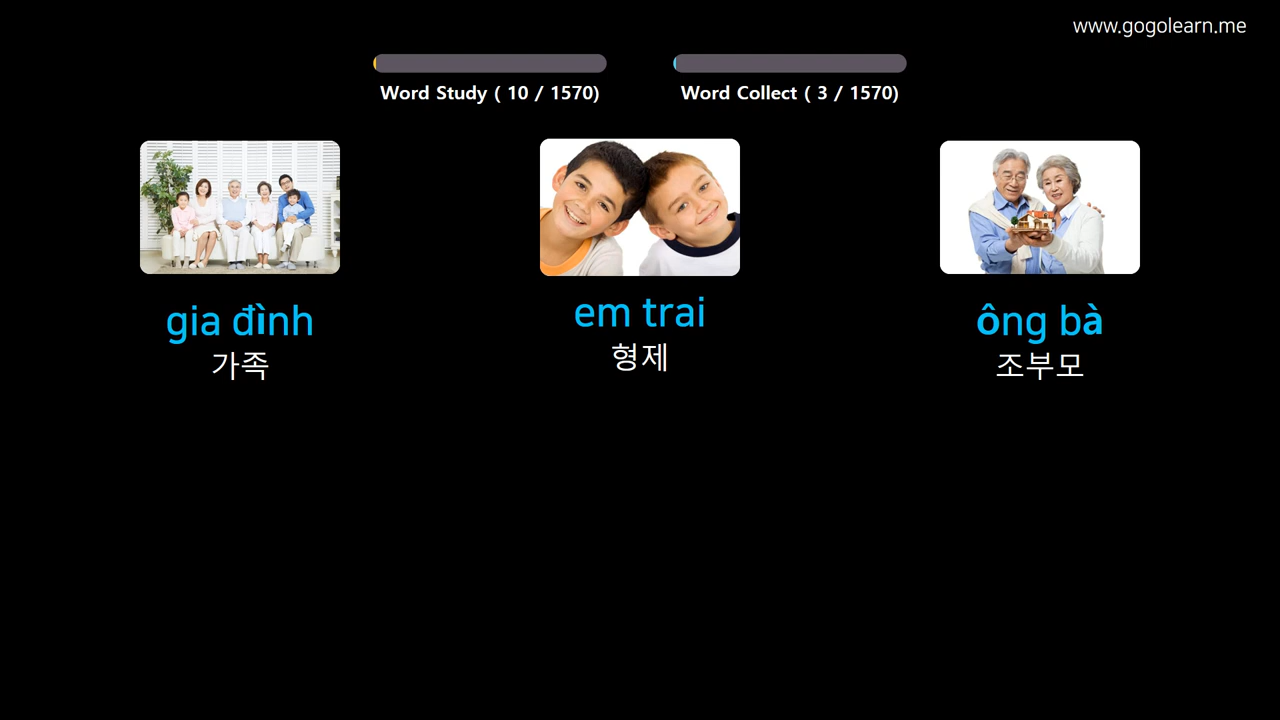 www.gogolearn.me
Word Study ( 10 / 1570)
Word Collect ( 3 / 1570)
gia đình
가족
em trai
형제
ông bà
조부모